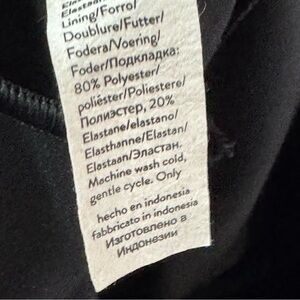 Elastaan/
Lining/Forro/
Doublure/Futter/
Fodera/Voering/
Foder/Подкладка:
80% Polyester/
poliéster/Poliestere/
Полиэстер, 20%
Elastane/elastano/
Elasthanne/Elastan/
Elastaan/Эластан.
Machine wash cold,
gentle cycle. Only
hecho en indonesia
fabbricato in indonesia
Изготовлено в
Индонезии